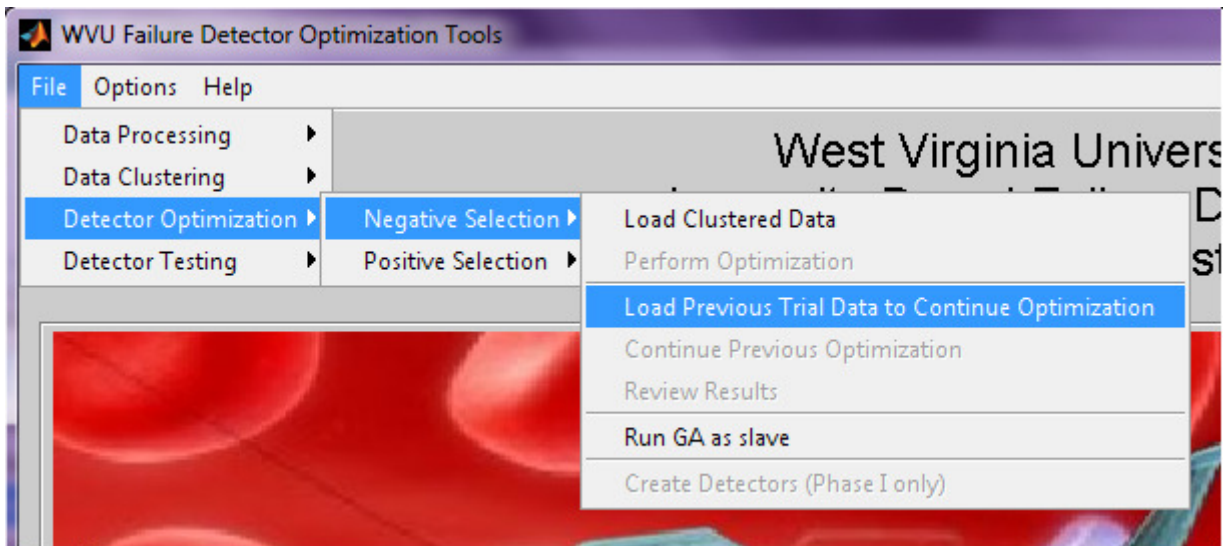 WVU Failure Detector Optimization Tools
File Options Help
Data Processing
Data Clustering
Detector Optimization
Detector Testing
Negative Selection
Positive Selection
Load Clustered Data
Perform Optimization
Load Previous Trial Data to Continue Optimization
Continue Previous Optimization
Review Results
Run GA as slave
Create Detectors (Phase I only)
West Virginia Univers